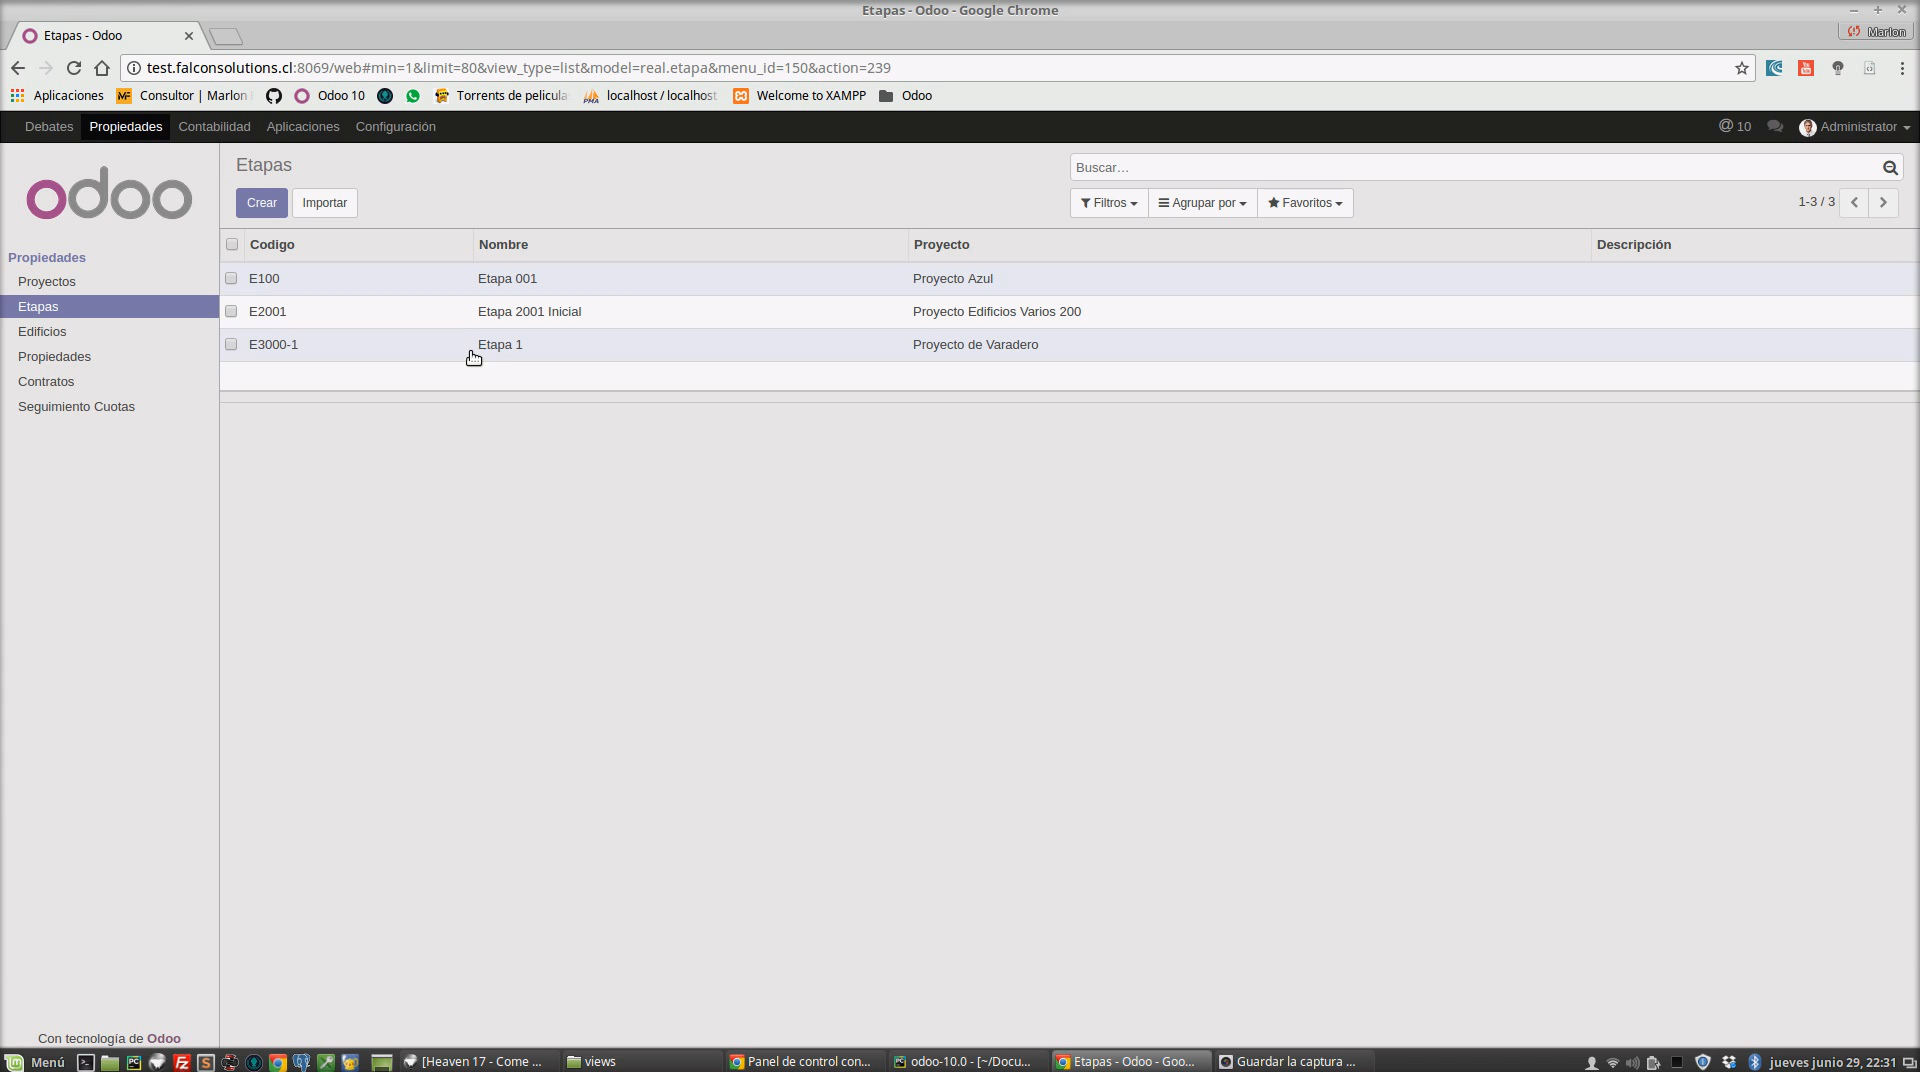 Etapas - Odoo - Google Chrome
Etapas - Odoo
Marlon
test.falconsolutions.cl:8069/web#min=1&limit=80&view_type=list&model=real.etapa&menu_id=150&action=239
Aplicaciones
Consultor | Marlon
Odoo 10
Torrents de película
localhost / localhost
Welcome to XAMPP
Odoo
Debates Propiedades Contabilidad Aplicaciones Configuración
@ 10
Administrator
odoo
Etapas
Buscar...
Crear
Importar
Filtros
Agrupar por
Favoritos
1-3 / 3
Propiedades
Proyectos
Etapas
Edificios
Propiedades
Contratos
Seguimiento Cuotas
Codigo Nombre Proyecto Descripción
E100 Etapa 001 Proyecto Azul
E2001 Etapa 2001 Inicial Proyecto Edificios Varios 200
E3000-1 Etapa 1 Proyecto de Varadero
Con tecnología de Odoo
Menú
[Heaven 17 - Come ...
views
Panel de control con...
odoo-10.0 - [~/Docu...
Etapas - Odoo - Goo...
Guardar la captura ...
jueves junio 29, 22:31